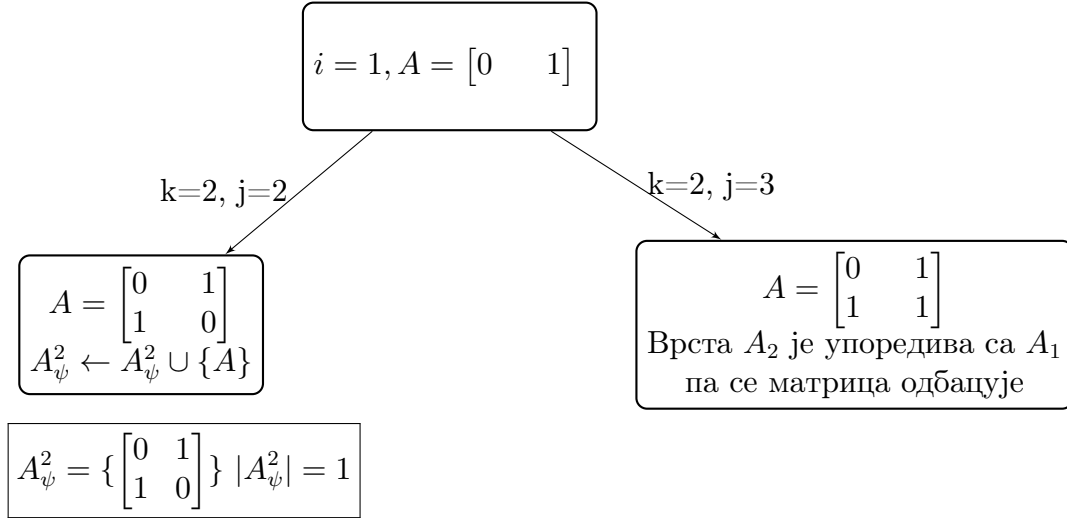 i = 1, A = [0 1]
k=2, j=2
k=2, j=3
A = [0 1
1 0]
A²_ψ ← A²_ψ ∪ {A}
A = [0 1
1 1]
Врста A₂ је упоредива са A₁
па се матрица одбацује
A²_ψ = {[0 1
1 0]} |A²_ψ| = 1